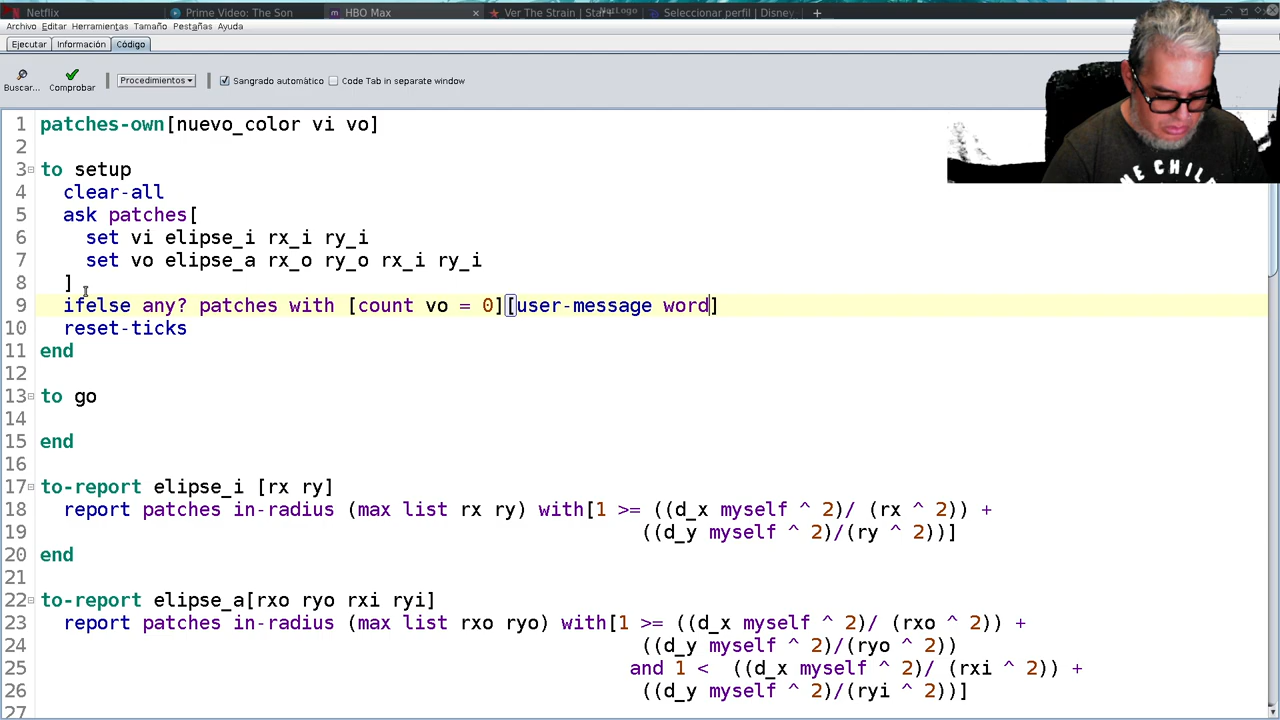 Netflix Prime Video: The Son HBO Max × Ver The Strain | Star+ NetLogo Seleccionar perfil | Disney +
Archivo Editar Herramientas Tamaño Pestañas Ayuda
Ejecutar Información Código
Buscar... Comprobar Procedimientos Sangrado automático Code Tab in separate window
1 patches-own[nuevo_color vi vo]
2
3 to setup
4 clear-all
5 ask patches[
6 set vi elipse_i rx_i ry_i
7 set vo elipse_a rx_o ry_o rx_i ry_i
8 ]
9 ifelse any? patches with [count vo = 0][user-message word]
10 reset-ticks
11 end
12
13 to go
14
15 end
16
17 to-report elipse_i [rx ry]
18 report patches in-radius (max list rx ry) with[1 >= ((d_x myself ^ 2)/ (rx ^ 2)) +
19 ((d_y myself ^ 2)/(ry ^ 2))]
20 end
21
22 to-report elipse_a[rxo ryo rxi ryi]
23 report patches in-radius (max list rxo ryo) with[1 >= ((d_x myself ^ 2)/ (rxo ^ 2)) +
24 ((d_y myself ^ 2)/(ryo ^ 2))
25 and 1 < ((d_x myself ^ 2)/ (rxi ^ 2)) +
26 ((d_y myself ^ 2)/(ryi ^ 2))]
27
THE CHILD